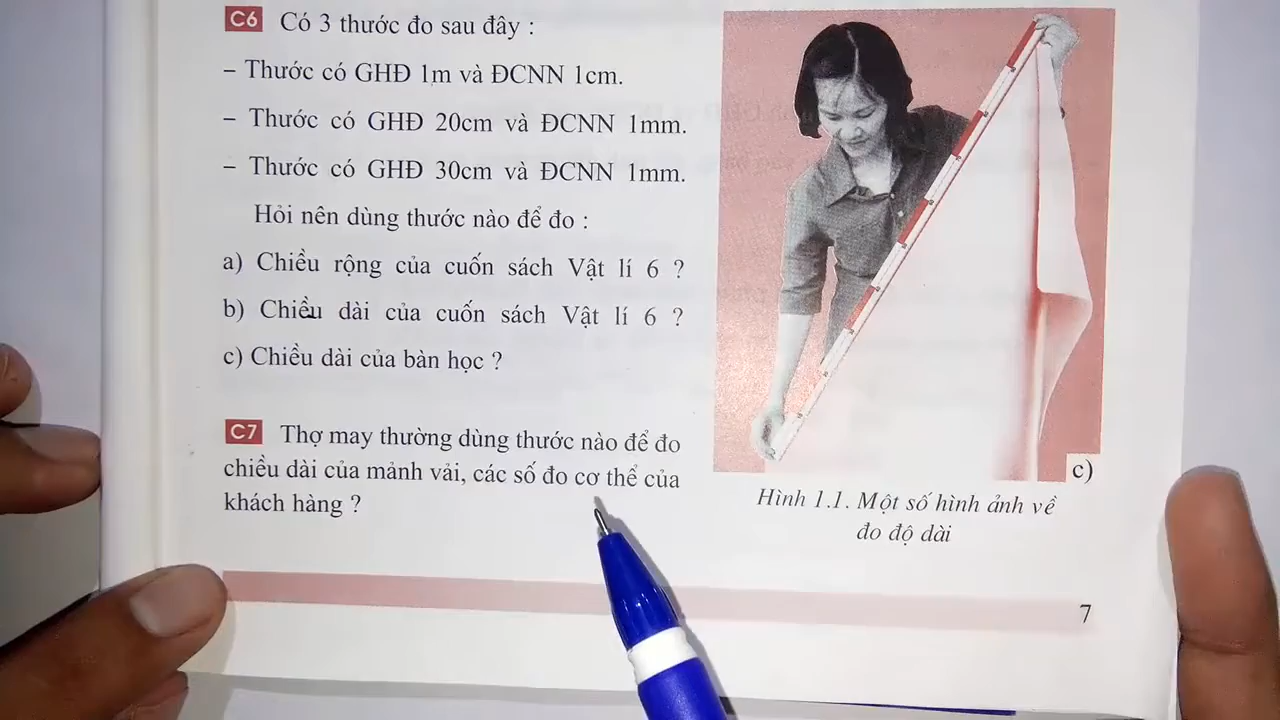 C6 Có 3 thước đo sau đây :
– Thước có GHĐ 1m và ĐCNN 1cm.
– Thước có GHĐ 20cm và ĐCNN 1mm.
– Thước có GHĐ 30cm và ĐCNN 1mm.
Hỏi nên dùng thước nào để đo :
a) Chiều rộng của cuốn sách Vật lí 6 ?
b) Chiều dài của cuốn sách Vật lí 6 ?
c) Chiều dài của bàn học ?
C7 Thợ may thường dùng thước nào để đo
chiều dài của mảnh vải, các số đo cơ thể của
khách hàng ?
c)
Hình 1.1. Một số hình ảnh về
đo độ dài
7